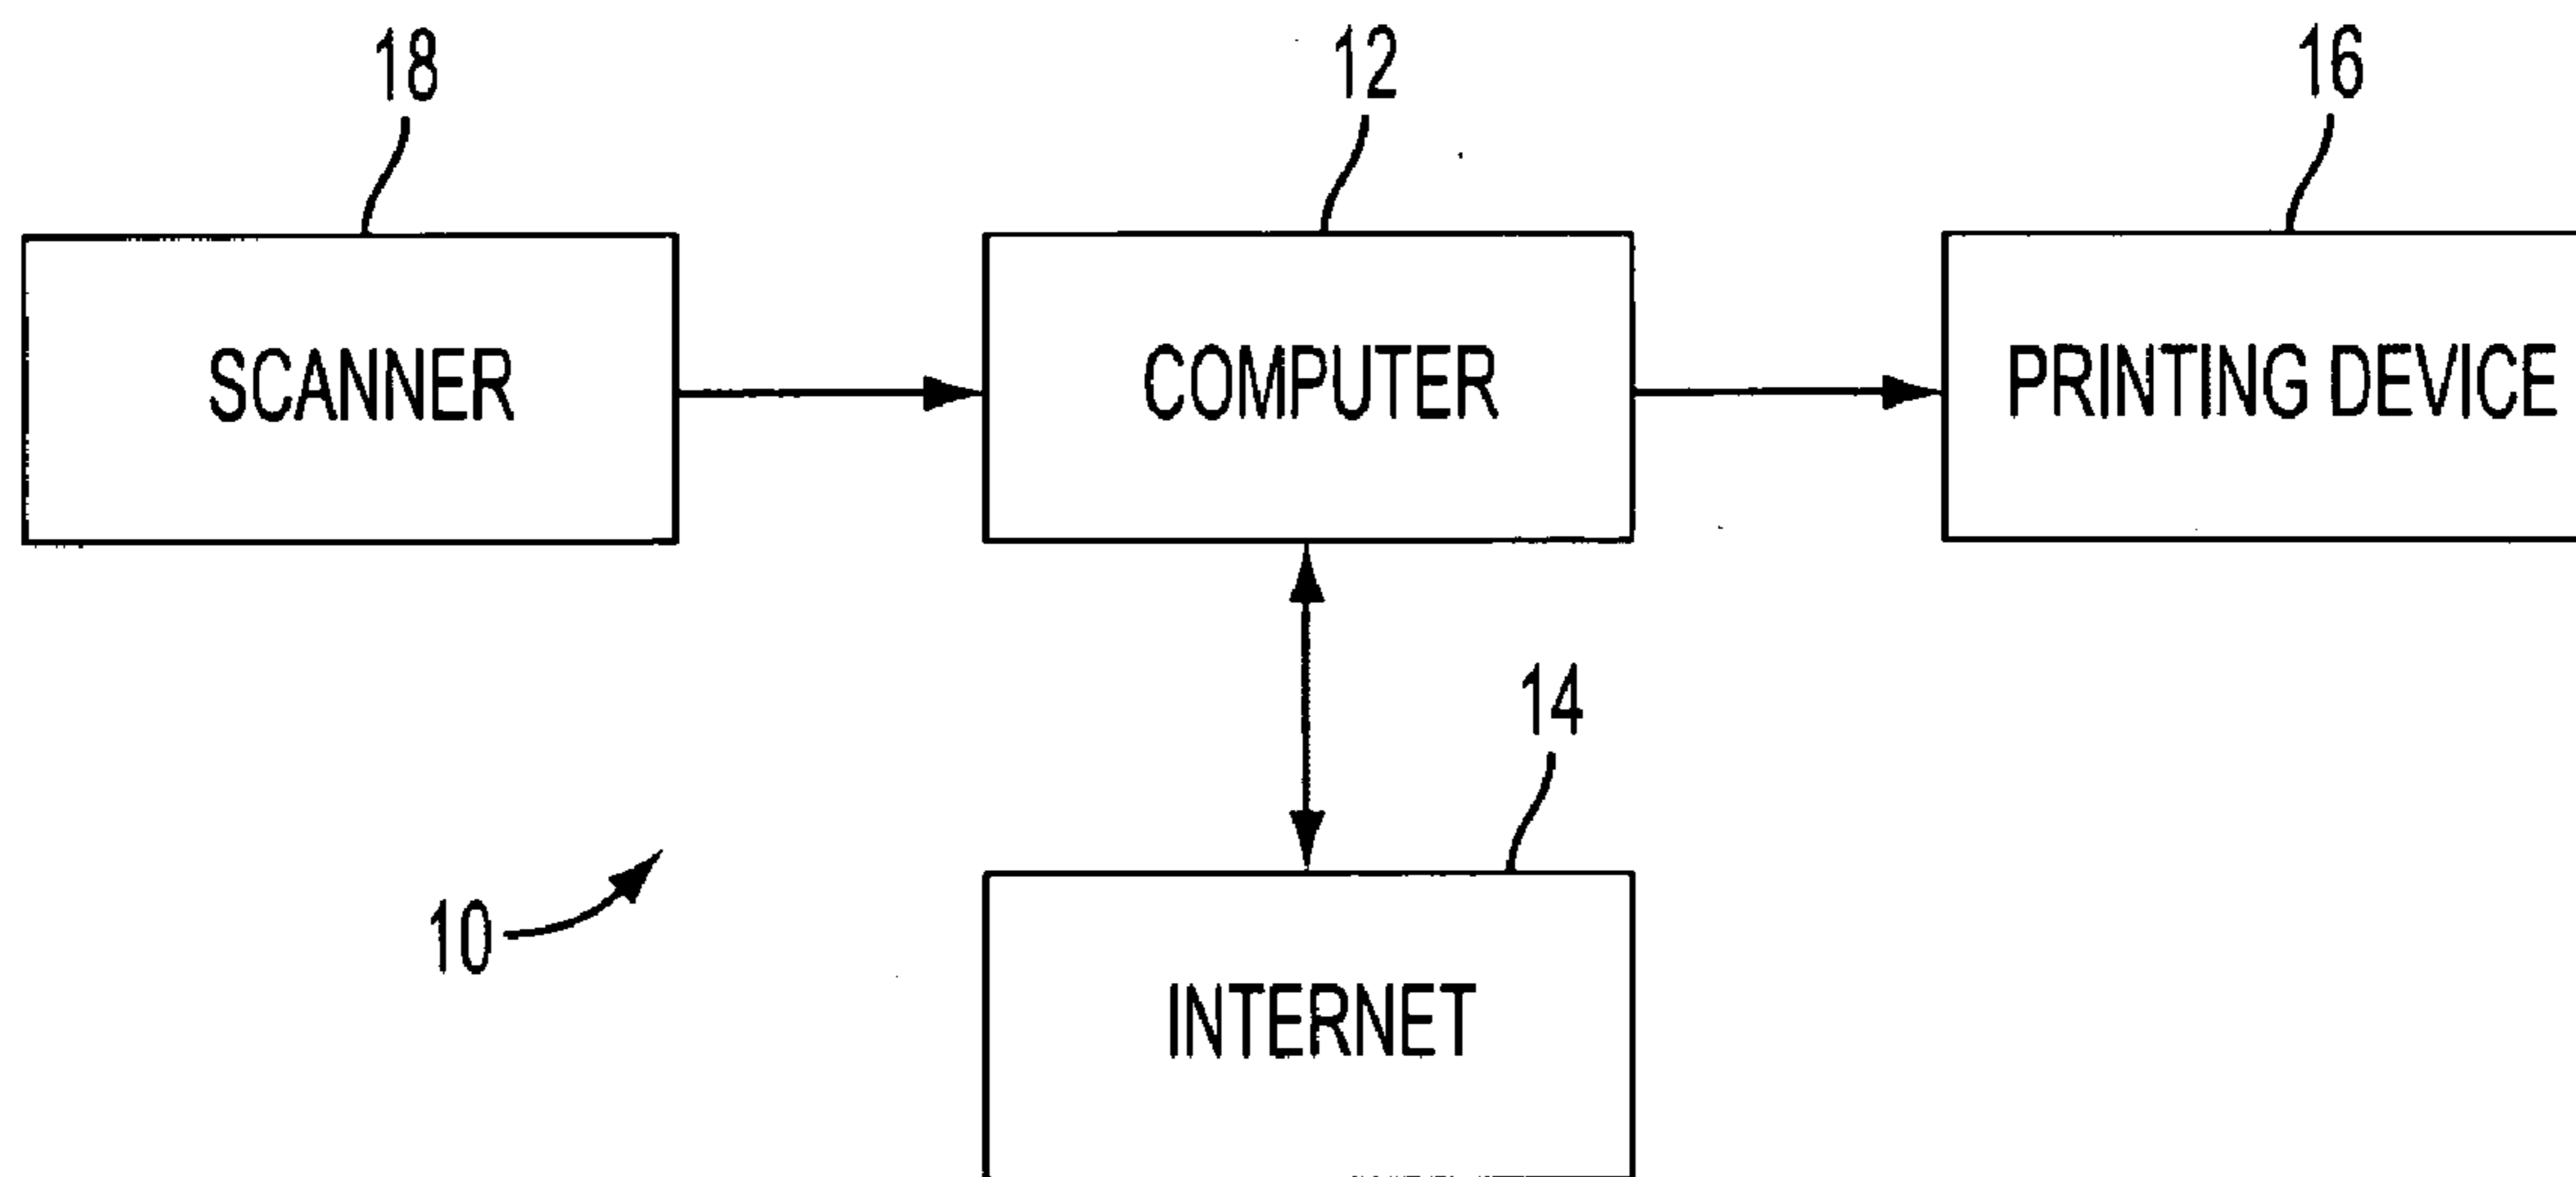 18
12
16
SCANNER
COMPUTER
PRINTING DEVICE
14
10
INTERNET